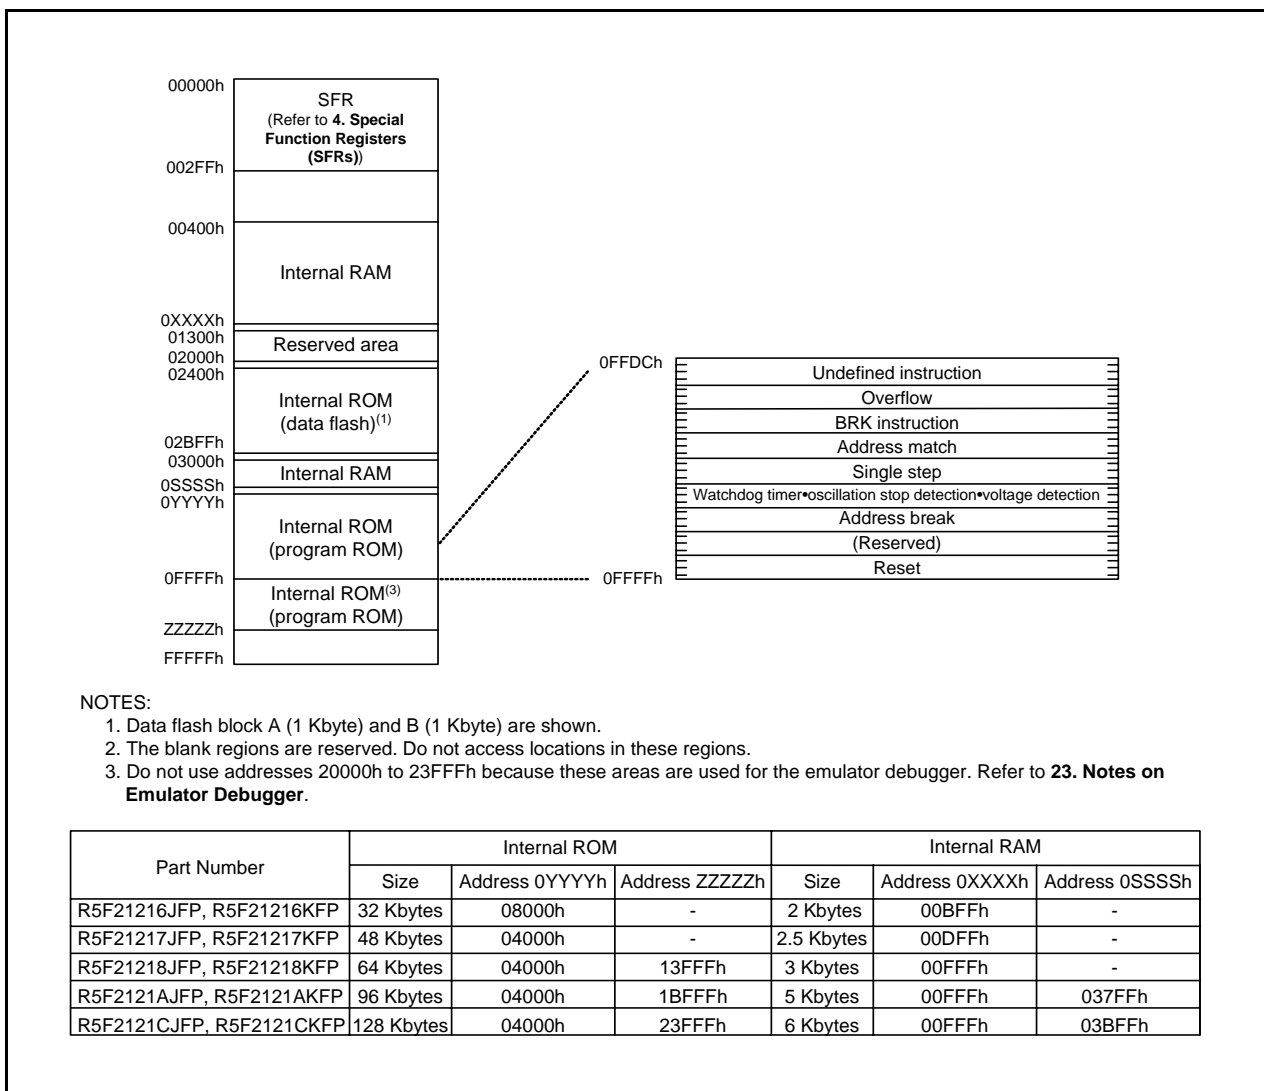 00000h
SFR
(Refer to 4. Special
Function Registers
(SFRs))
002FFh
00400h
Internal RAM
0XXXXh
01300h
Reserved area
02000h
02400h
Internal ROM
(data flash)(1)
02BFFh
03000h
Internal RAM
0SSSSh
0YYYYh
Internal ROM
(program ROM)
0FFFFh
Internal ROM(3)
(program ROM)
ZZZZZh
FFFFFh
0FFDCh
Undefined instruction
Overflow
BRK instruction
Address match
Single step
Watchdog timer•oscillation stop detection•voltage detection
Address break
(Reserved)
Reset
0FFFFh
NOTES:
1. Data flash block A (1 Kbyte) and B (1 Kbyte) are shown.
2. The blank regions are reserved. Do not access locations in these regions.
3. Do not use addresses 20000h to 23FFFh because these areas are used for the emulator debugger. Refer to 23. Notes on
Emulator Debugger.
Part Number Internal ROM Internal RAM
Size Address 0YYYYh Address ZZZZZh Size Address 0XXXXh Address 0SSSSh
R5F21216JFP, R5F21216KFP 32 Kbytes 08000h - 2 Kbytes 00BFFh -
R5F21217JFP, R5F21217KFP 48 Kbytes 04000h - 2.5 Kbytes 00DFFh -
R5F21218JFP, R5F21218KFP 64 Kbytes 04000h 13FFFh 3 Kbytes 00FFFh -
R5F2121AJFP, R5F2121AKFP 96 Kbytes 04000h 1BFFFh 5 Kbytes 00FFFh 037FFh
R5F2121CJFP, R5F2121CKFP 128 Kbytes 04000h 23FFFh 6 Kbytes 00FFFh 03BFFh